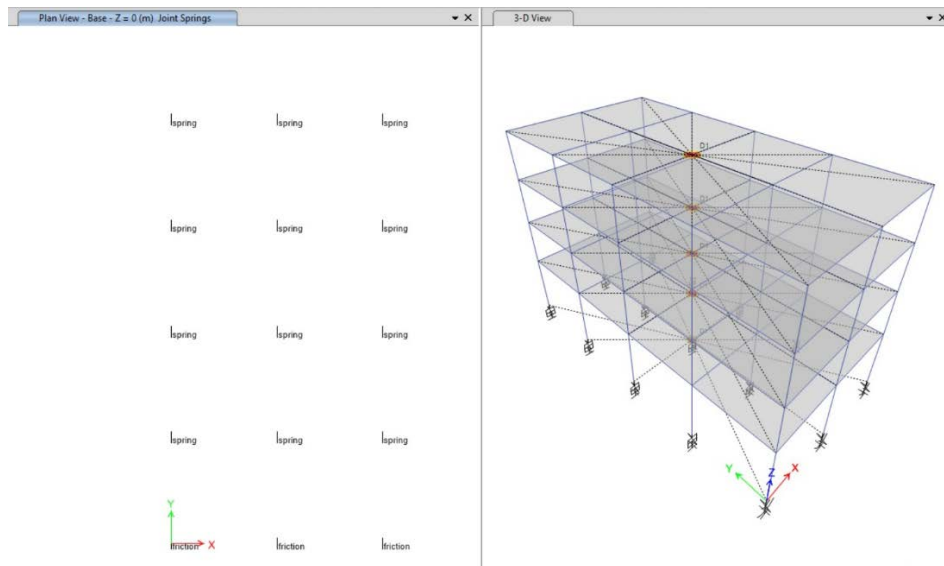 Plan View - Base - Z = 0 (m) Joint Springs
3-D View
spring spring spring
spring spring spring
spring spring spring
spring spring spring
Y
friction X friction friction
D1
Y Z X